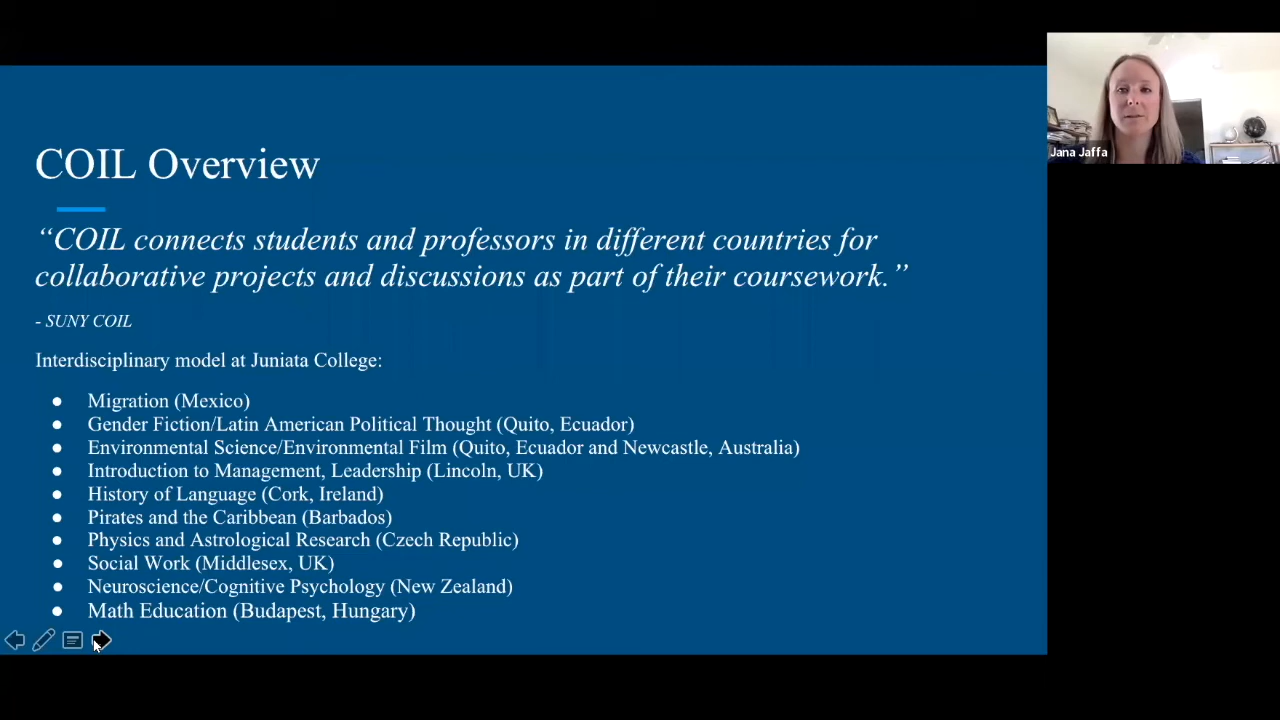 COIL Overview
“COIL connects students and professors in different countries for
collaborative projects and discussions as part of their coursework.”
- SUNY COIL
Interdisciplinary model at Juniata College:
● Migration (Mexico)
● Gender Fiction/Latin American Political Thought (Quito, Ecuador)
● Environmental Science/Environmental Film (Quito, Ecuador and Newcastle, Australia)
● Introduction to Management, Leadership (Lincoln, UK)
● History of Language (Cork, Ireland)
● Pirates and the Caribbean (Barbados)
● Physics and Astrological Research (Czech Republic)
● Social Work (Middlesex, UK)
● Neuroscience/Cognitive Psychology (New Zealand)
● Math Education (Budapest, Hungary)
Jana Jaffa